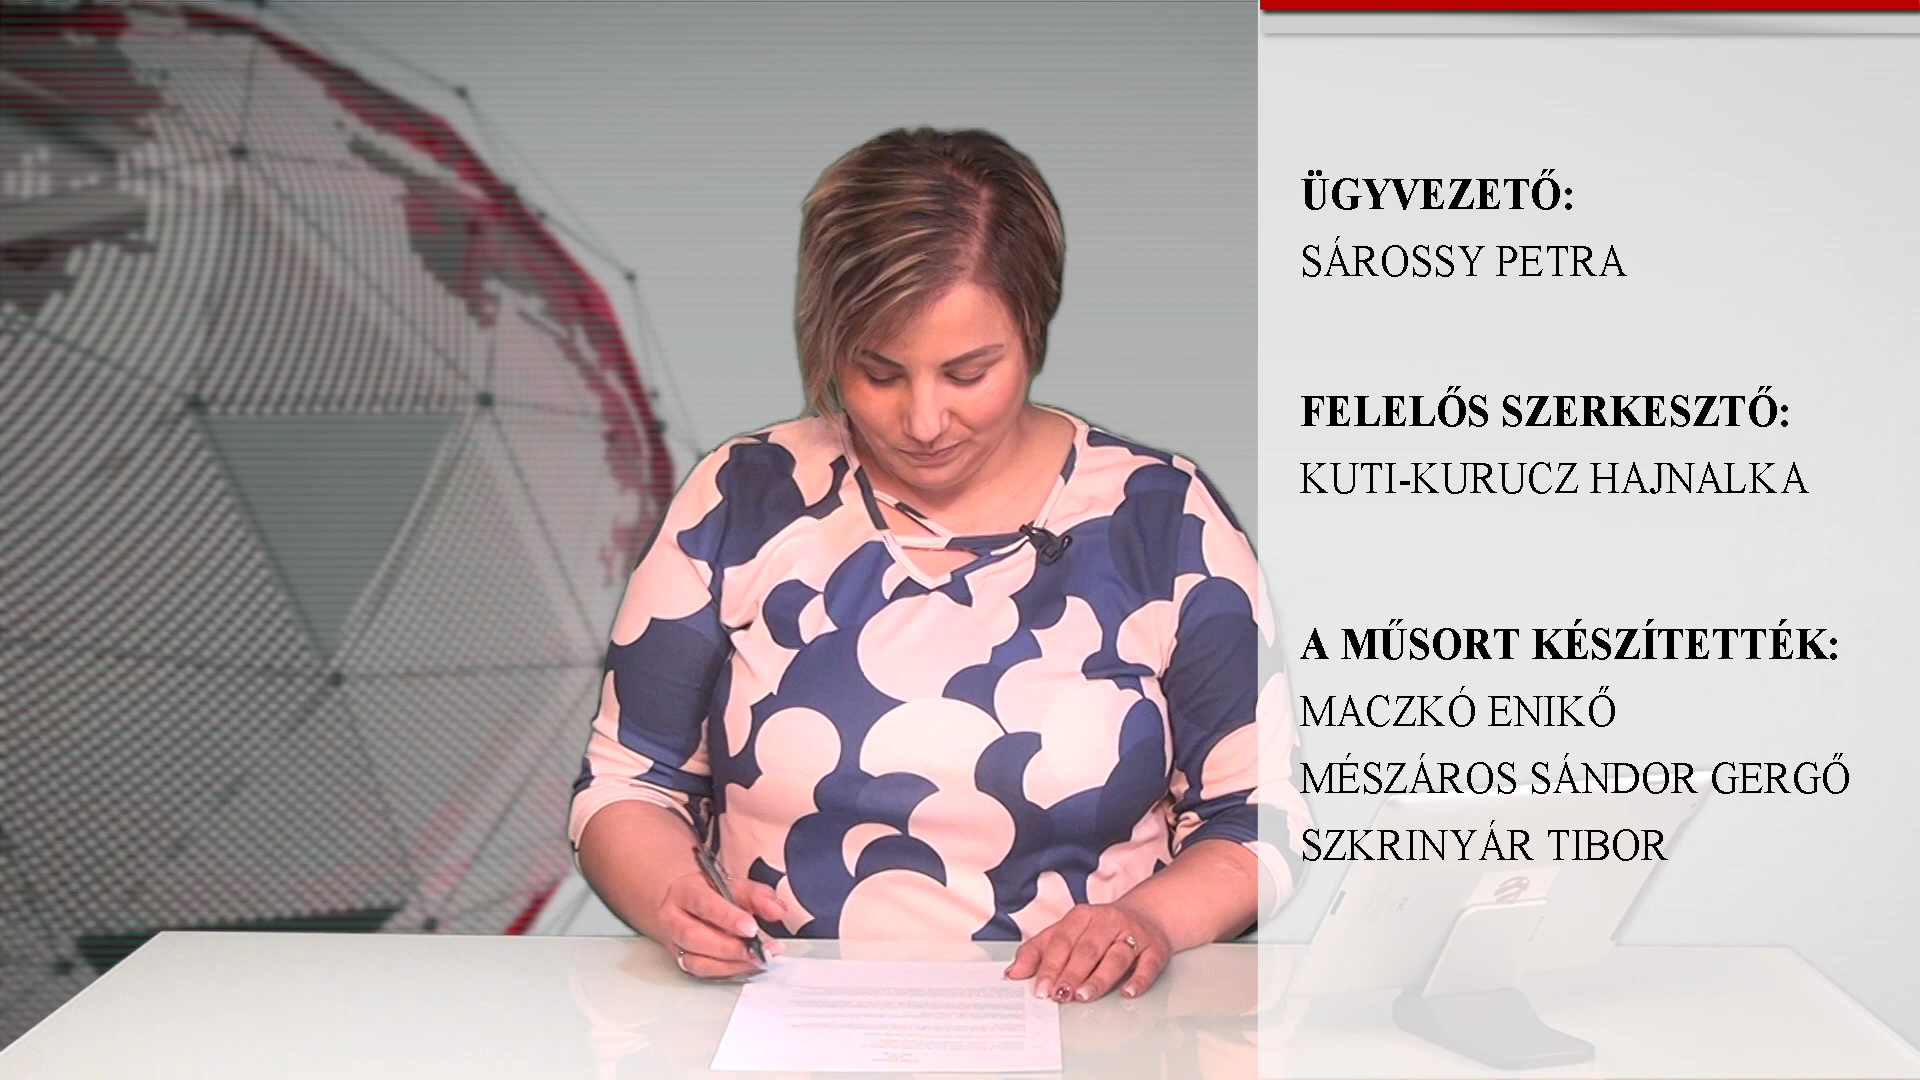 ÜGYVEZETŐ:
SÁROSSY PETRA
FELELŐS SZERKESZTŐ:
KUTI-KURUCZ HAJNALKA
A MŰSORT KÉSZÍTETTÉK:
MACZKÓ ENIKŐ
MÉSZÁROS SÁNDOR GERGŐ
SZKRINYÁR TIBOR